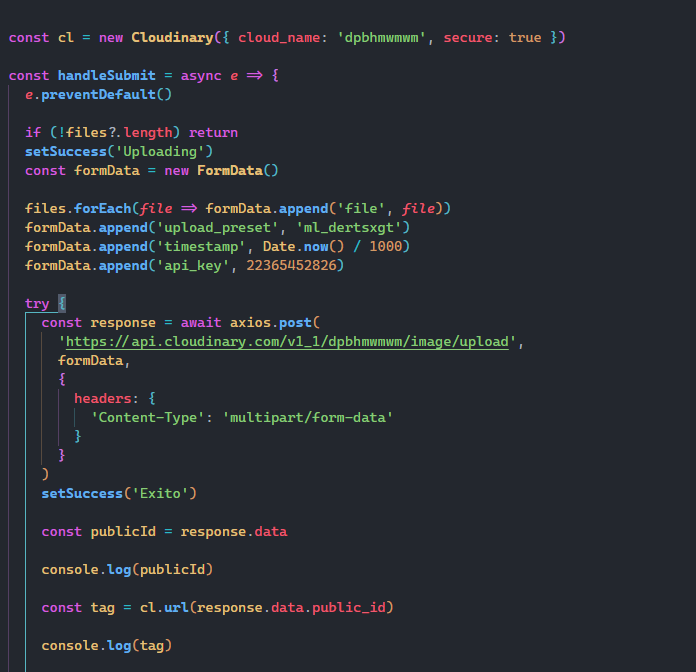 const cl = new Cloudinary({ cloud_name: 'dpbhmwmwm', secure: true })
const handleSubmit = async e => {
e.preventDefault()
if (!files?.length) return
setSuccess('Uploading')
const formData = new FormData()
files.forEach(file => formData.append('file', file))
formData.append('upload_preset', 'ml_dertsxgt')
formData.append('timestamp', Date.now() / 1000)
formData.append('api_key', 22365452826)
try {
const response = await axios.post(
'https://api.cloudinary.com/v1_1/dpbhmwmwm/image/upload',
formData,
{
headers: {
'Content-Type': 'multipart/form-data'
}
}
)
setSuccess('Exito')
const publicId = response.data
console.log(publicId)
const tag = cl.url(response.data.public_id)
console.log(tag)